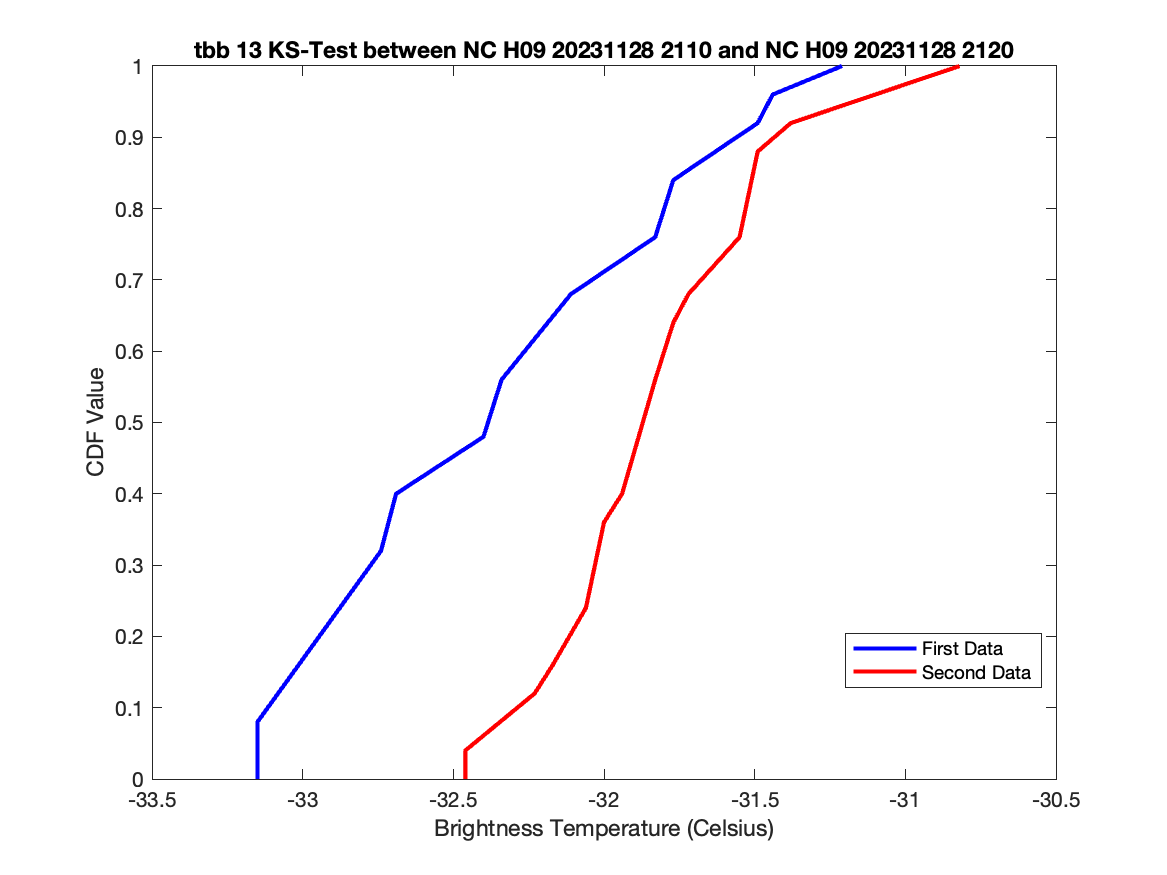 tbb 13 KS-Test between NC H09 20231128 2110 and NC H09 20231128 2120
1
0.9
0.8
0.7
0.6
0.5
0.4
0.3
0.2
0.1
0
CDF Value
First Data
Second Data
-33.5 -33 -32.5 -32 -31.5 -31 -30.5
Brightness Temperature (Celsius)